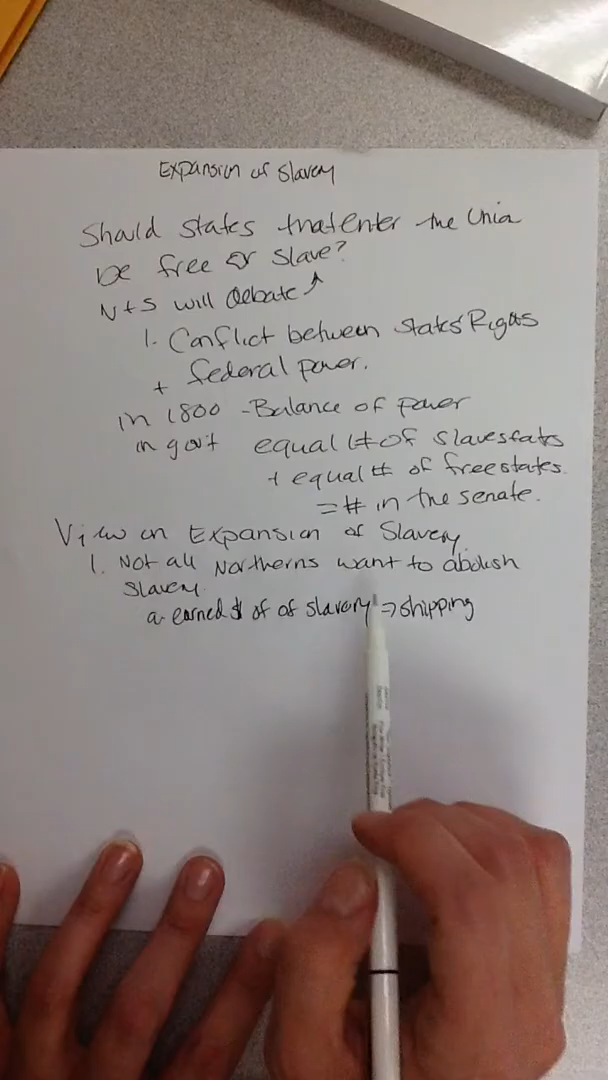 Expansion of Slavery
Should states that enter the Unia
be free or slave?
N+S will debate ↑
1. Conflict between States' Rights
+ federal power.
in 1800 - Balance of power
in gov't equal # of slave states
+ equal # of free states.
= # in the senate.
View on Expansion of Slavery
1. Not all Northerns want to abolish
slavery.
a. earned $ of of slavery => shipping